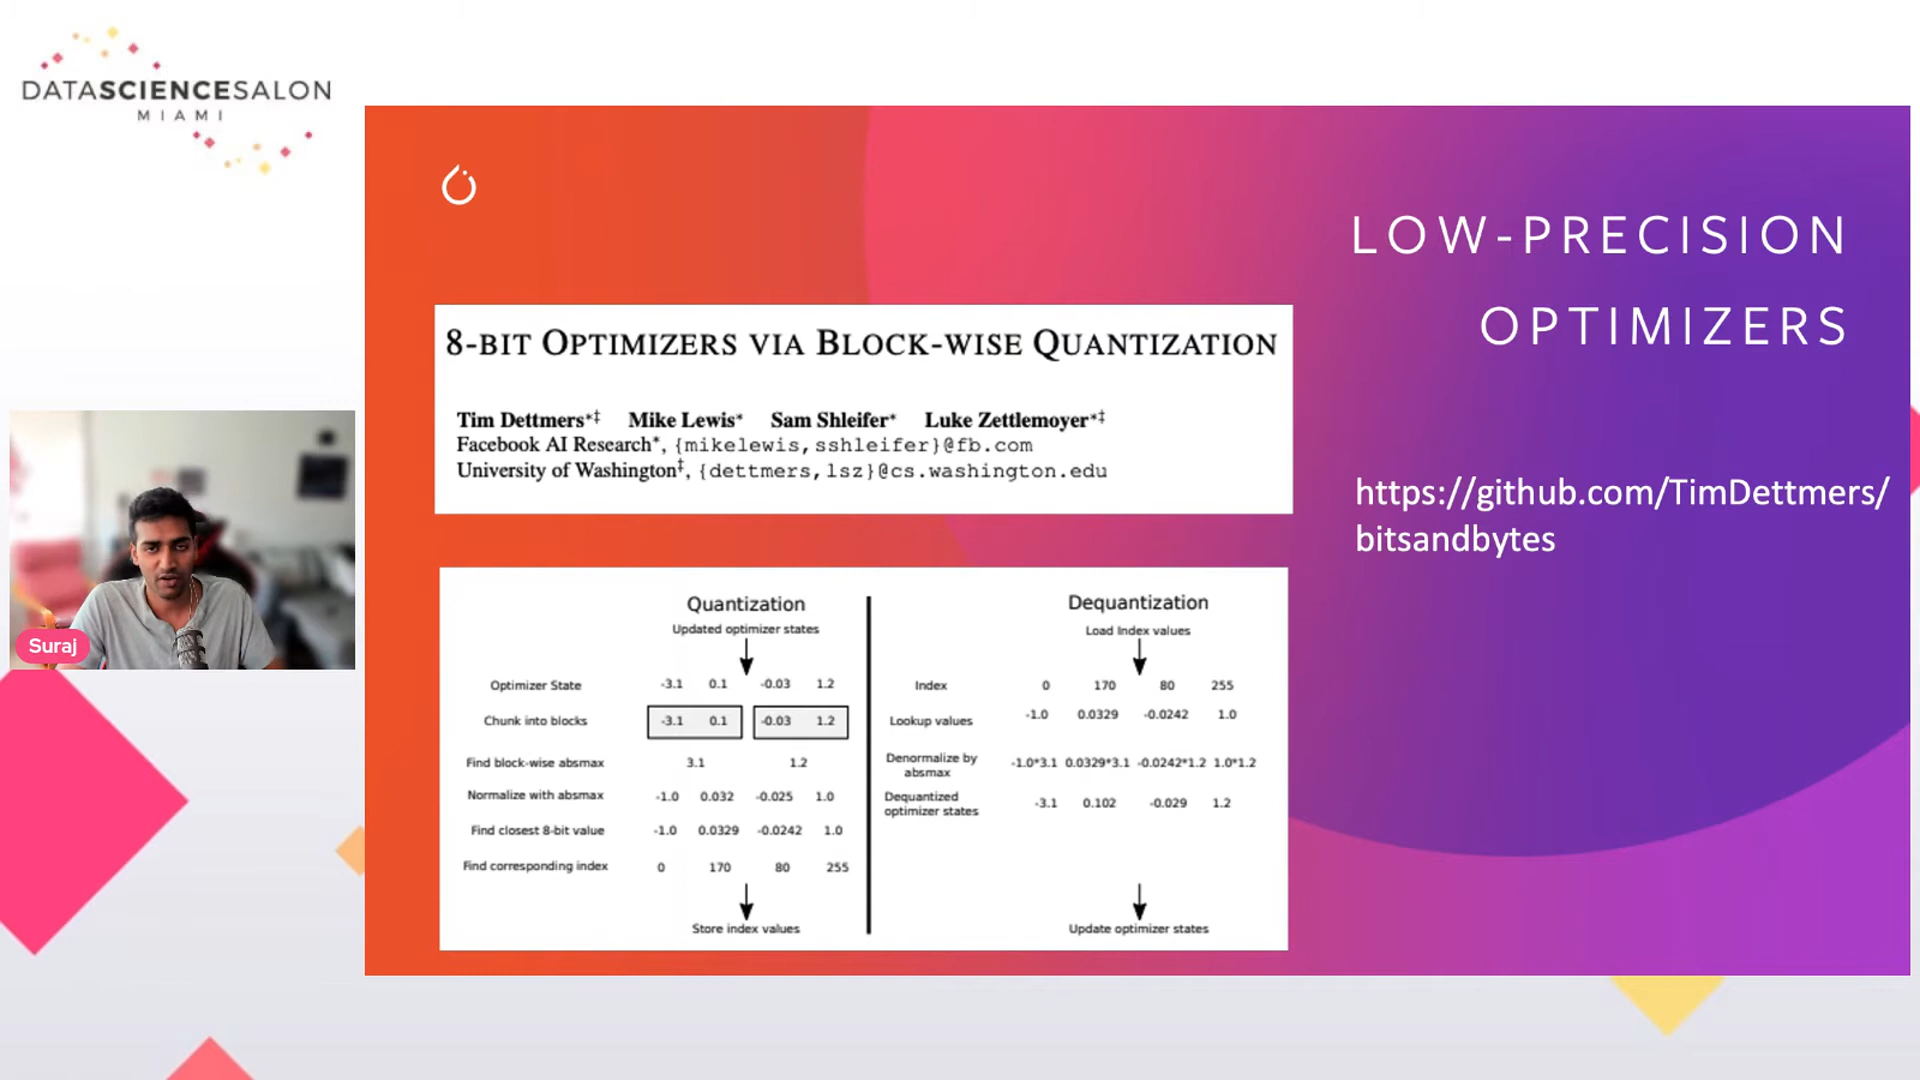 DATASCIENCESALON
MIAMI
LOW-PRECISION
OPTIMIZERS
8-BIT OPTIMIZERS VIA BLOCK-WISE QUANTIZATION
Tim Dettmers*‡ Mike Lewis* Sam Shleifer* Luke Zettlemoyer*‡
Facebook AI Research*, {mikelewis,sshleifer}@fb.com
University of Washington‡, {dettmers,lsz}@cs.washington.edu
https://github.com/TimDettmers/
bitsandbytes
Suraj
Quantization
Updated optimizer states
Optimizer State -3.1 0.1 -0.03 1.2
Chunk into blocks -3.1 0.1 -0.03 1.2
Find block-wise absmax 3.1 1.2
Normalize with absmax -1.0 0.032 -0.025 1.0
Find closest 8-bit value -1.0 0.0329 -0.0242 1.0
Find corresponding index 0 170 80 255
Store index values
Dequantization
Load Index values
Index 0 170 80 255
Lookup values -1.0 0.0329 -0.0242 1.0
Denormalize by
absmax
-1.0*3.1 0.0329*3.1 -0.0242*1.2 1.0*1.2
Dequantized
optimizer states
-3.1 0.102 -0.029 1.2
Update optimizer states